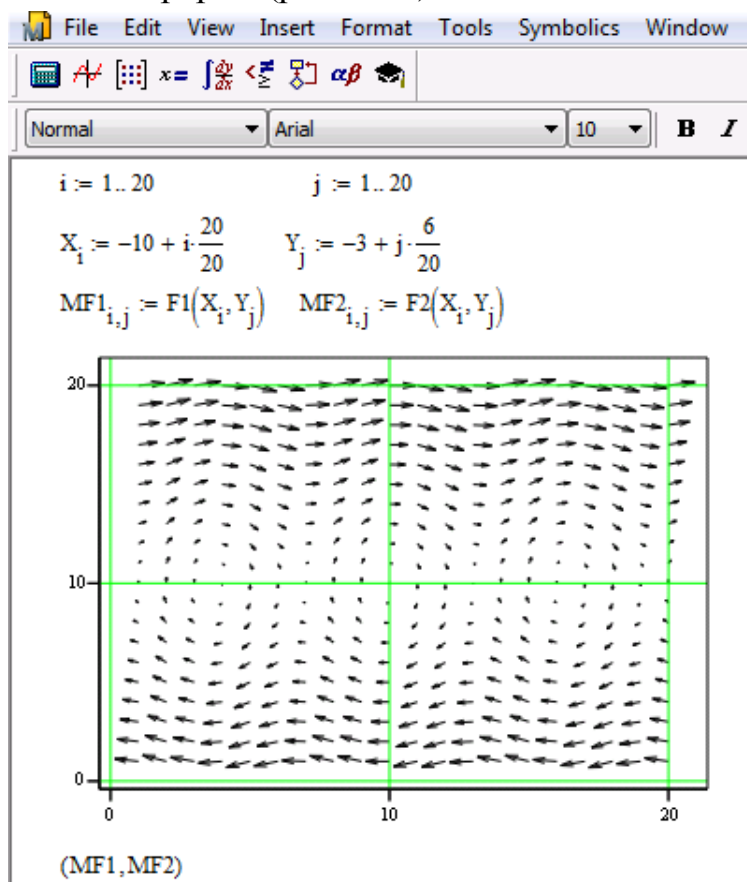 File Edit View Insert Format Tools Symbolics Window
Normal Arial 10 B I
i := 1.. 20 j := 1.. 20
X_i := −10 + i·20/20 Y_j := −3 + j·6/20
MF1_i,j := F1(X_i, Y_j) MF2_i,j := F2(X_i, Y_j)
20
10
0
0 10 20
(MF1, MF2)